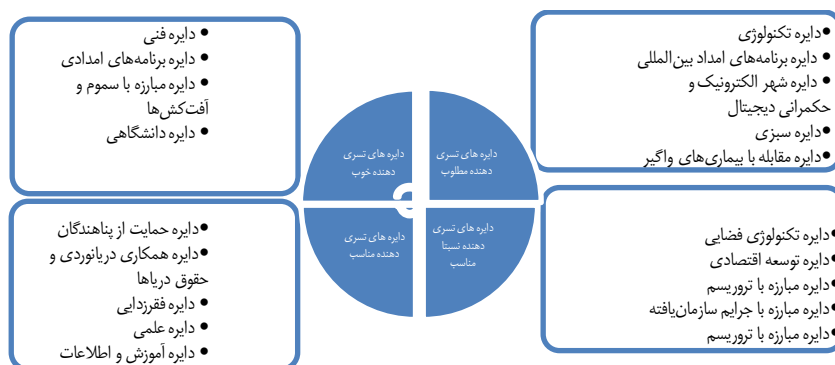 •دایره تکنولوژی
• دایره برنامه‌های امداد بین‌المللی
• دایره شهر الکترونیک و
حکمرانی دیجیتال
•دایره سبزی
•دایره مقابله با بیماری‌های واگیر
• دایره فنی
• دایره برنامه‌های امدادی
• دایره مبارزه با سموم و
آفت‌کش‌ها
• دایره دانشگاهی
دایره های تسری
دهنده مطلوب
دایره های تسری
دهنده خوب
دایره های تسری
دهنده نسبتا
مناسب
دایره های تسری
دهنده مناسب
•دایره تکنولوژی فضایی
•دایره توسعه اقتصادی
•دایره مبارزه با تروریسم
•دایره مبارزه با جرایم سازمان‌یافته
•دایره مبارزه با تروریسم
•دایره حمایت از پناهندگان
•دایره همکاری دریانوردی و
حقوق دریاها
• دایره فقرزدایی
• دایره علمی
• دایره آموزش و اطلاعات